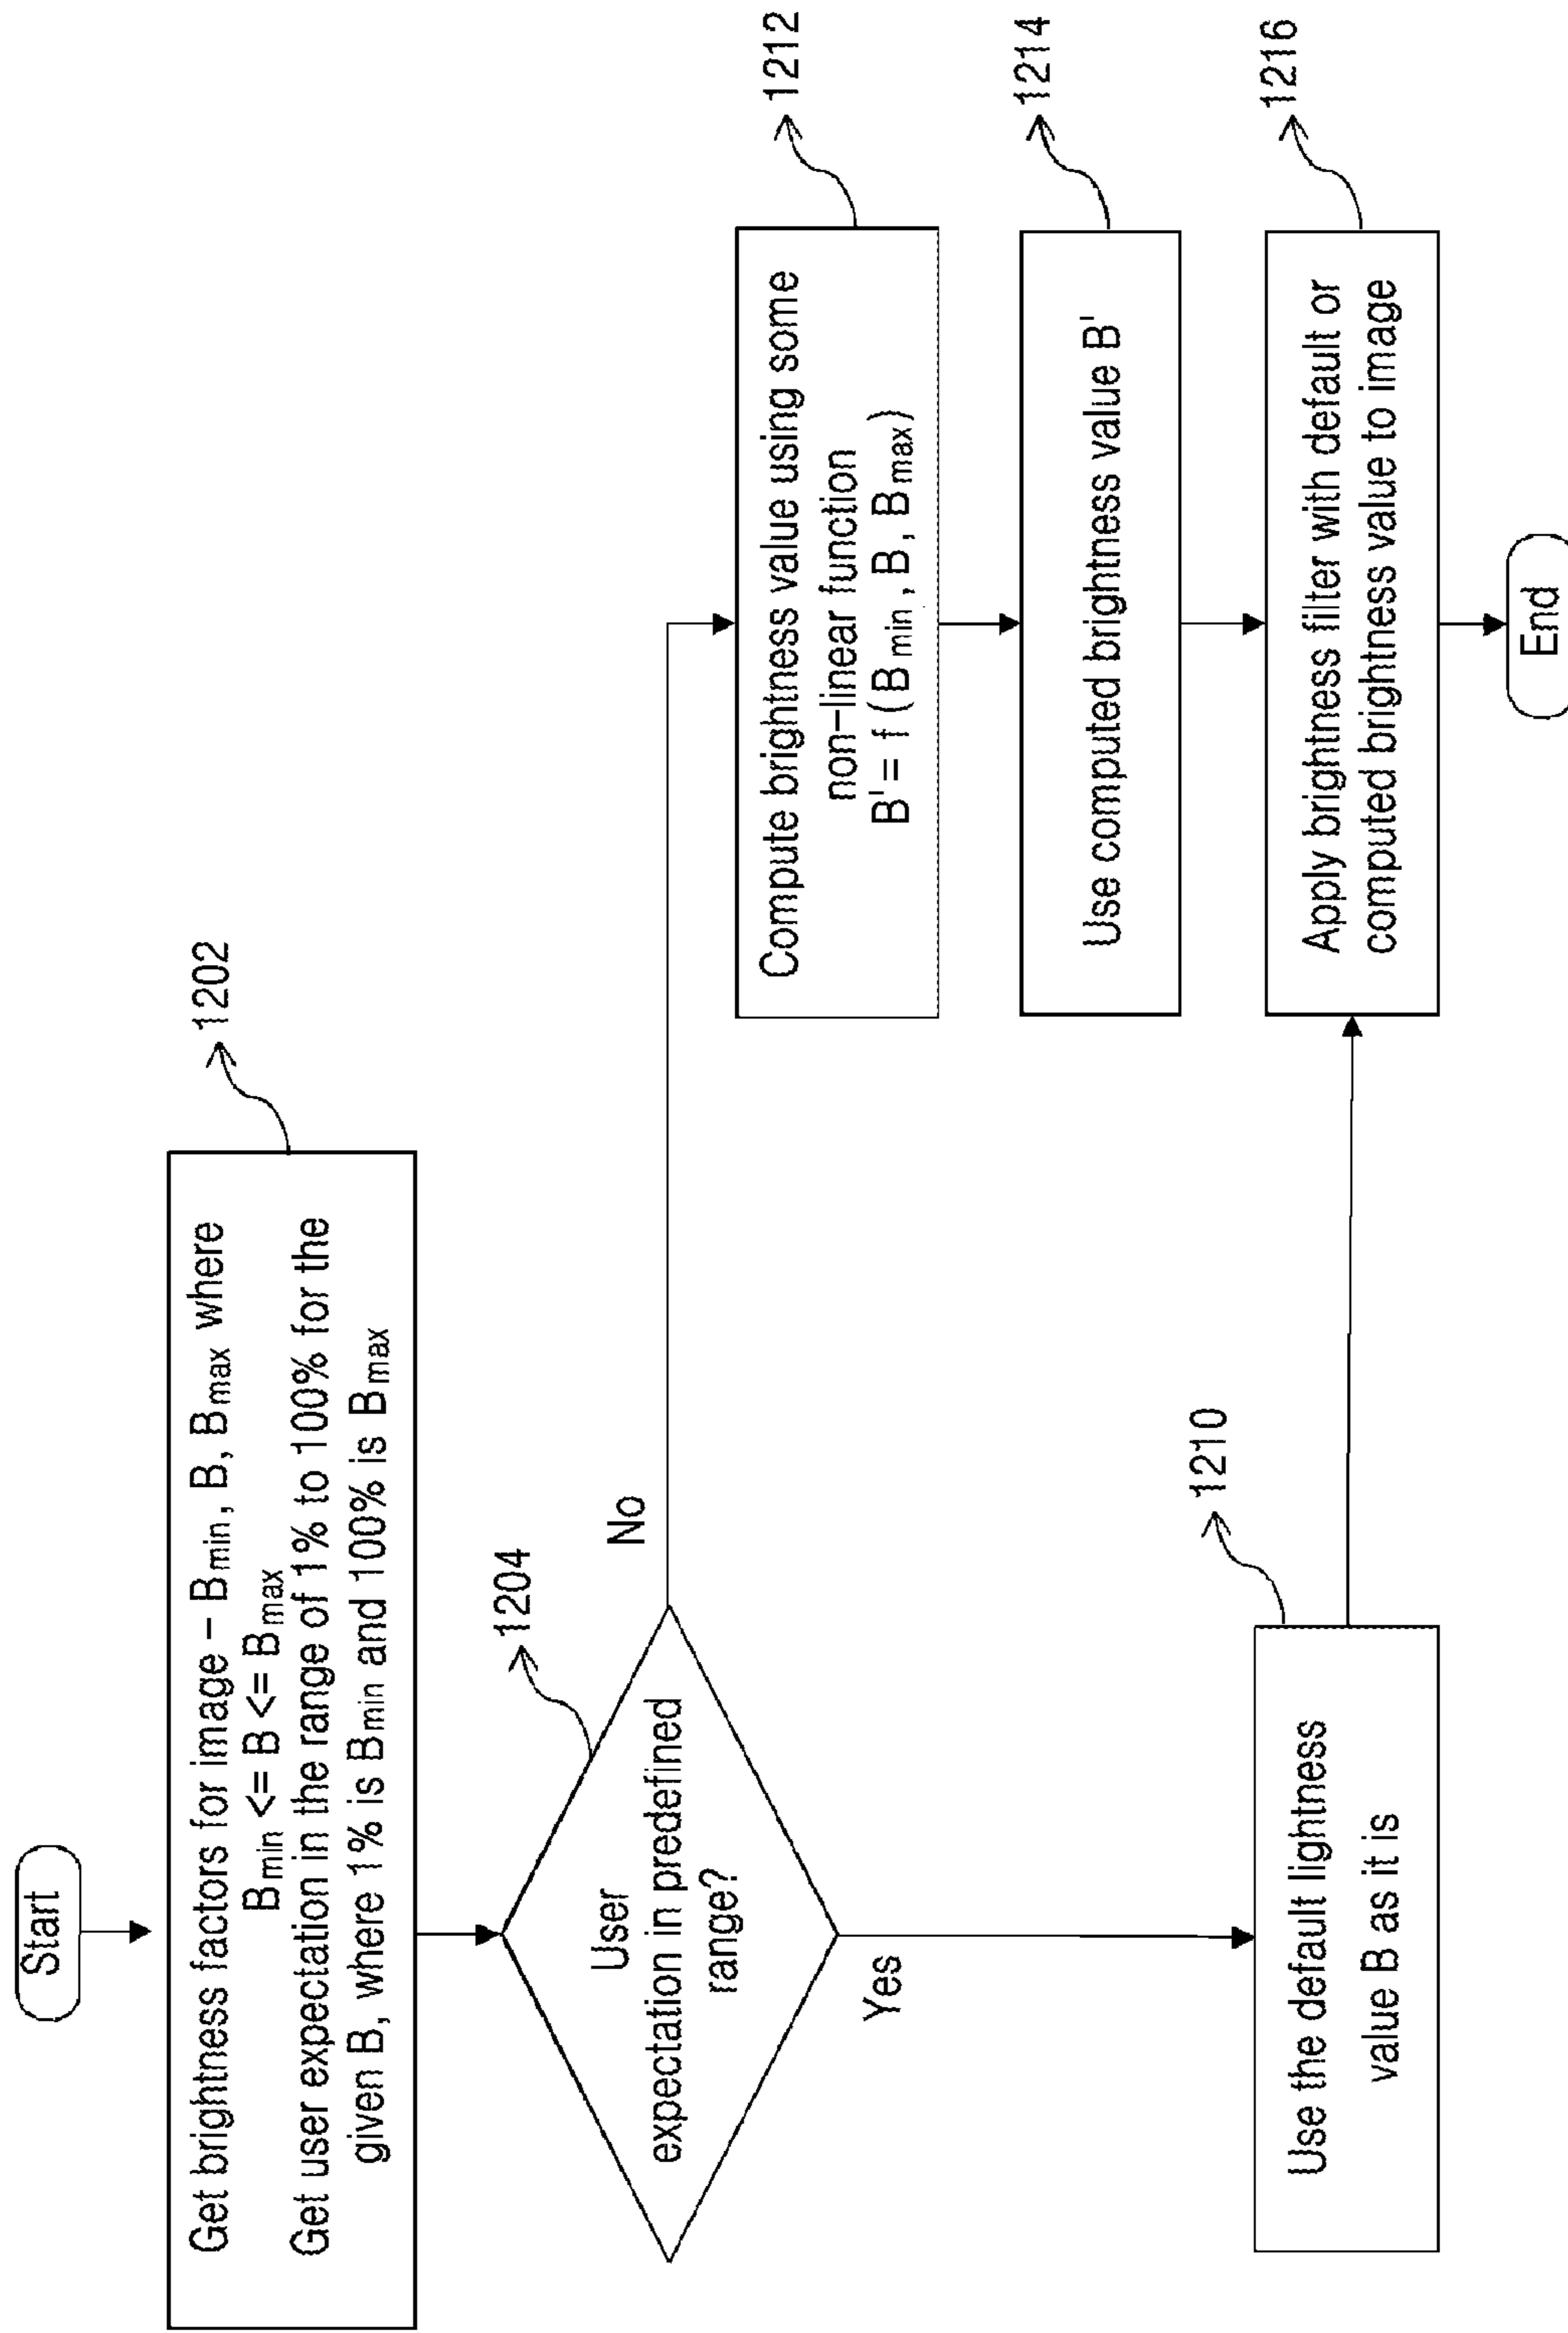 Start
Get brightness factors for image – Bmin, B, Bmax where
Bmin <= B <= Bmax
Get user expectation in the range of 1% to 100% for the
given B, where 1% is Bmin and 100% is Bmax
1202
User
expectation in predefined
range?
1204
No
Yes
Compute brightness value using some
non-linear function
B' = f (Bmin, B, Bmax)
1212
Use computed brightness value B'
1214
Use the default lightness
value B as it is
1210
Apply brightness filter with default or
computed brightness value to image
1216
End